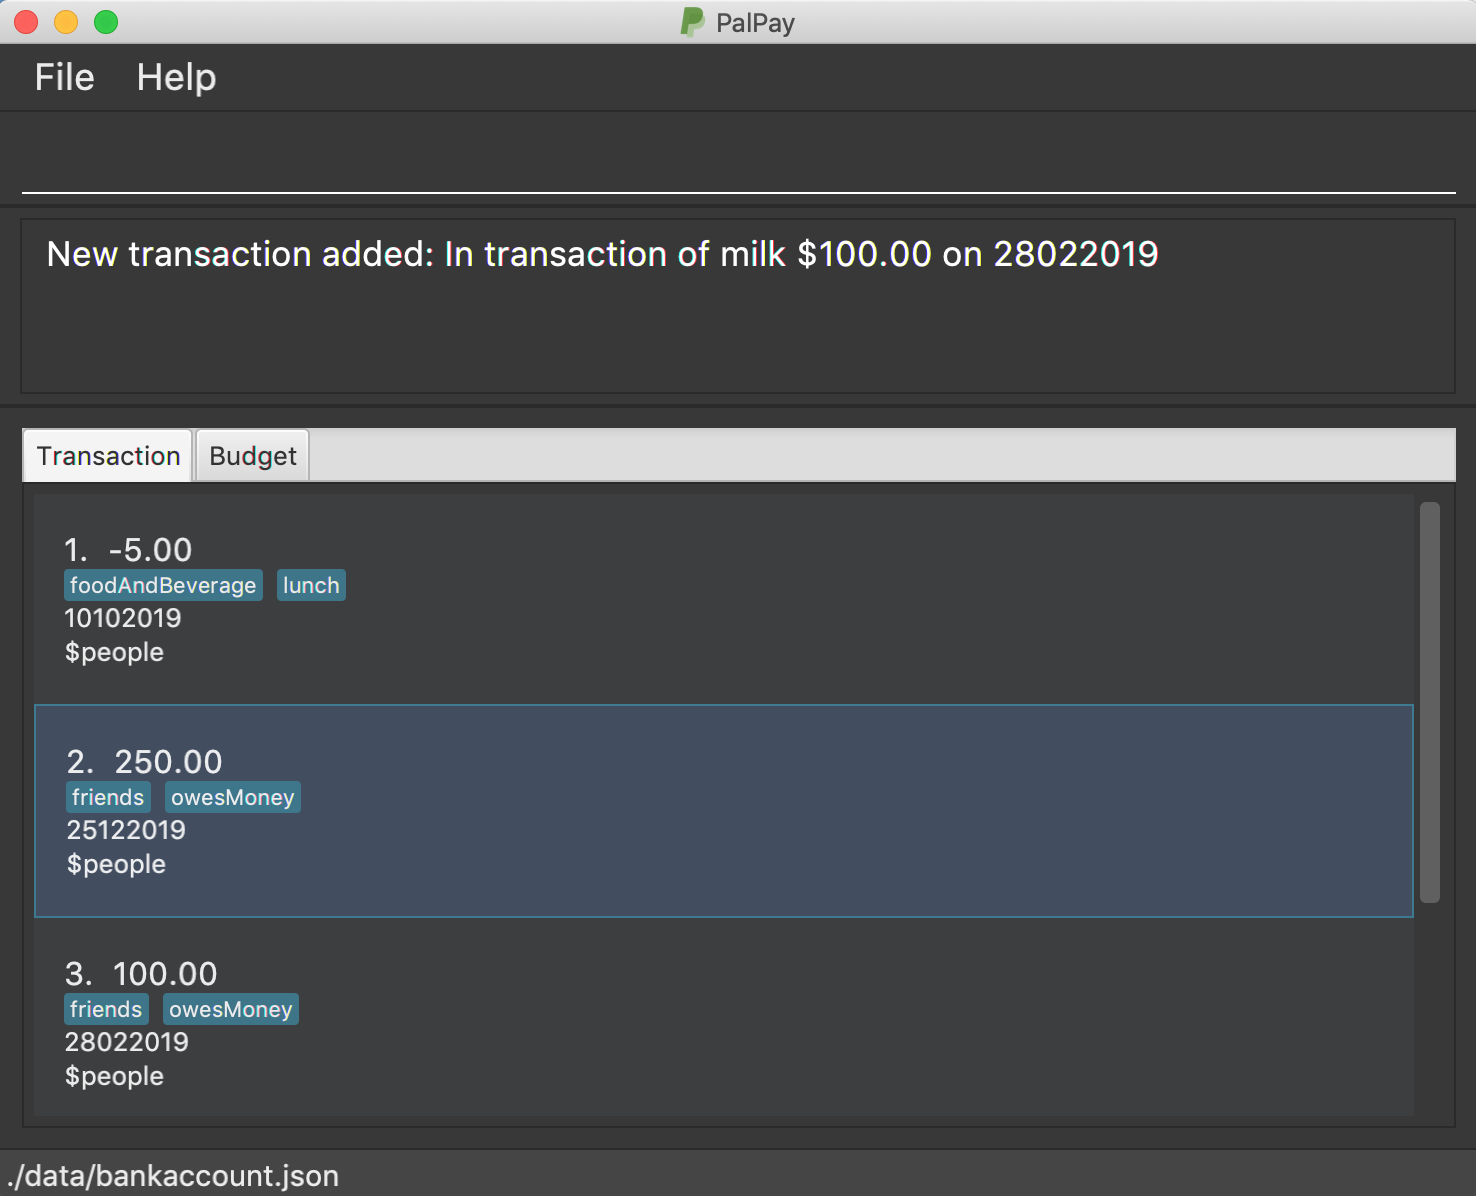 PalPay
File Help
New transaction added: In transaction of milk $100.00 on 28022019
Transaction Budget
1. -5.00
foodAndBeverage lunch
10102019
$people
2. 250.00
friends owesMoney
25122019
$people
3. 100.00
friends owesMoney
28022019
$people
./data/bankaccount.json